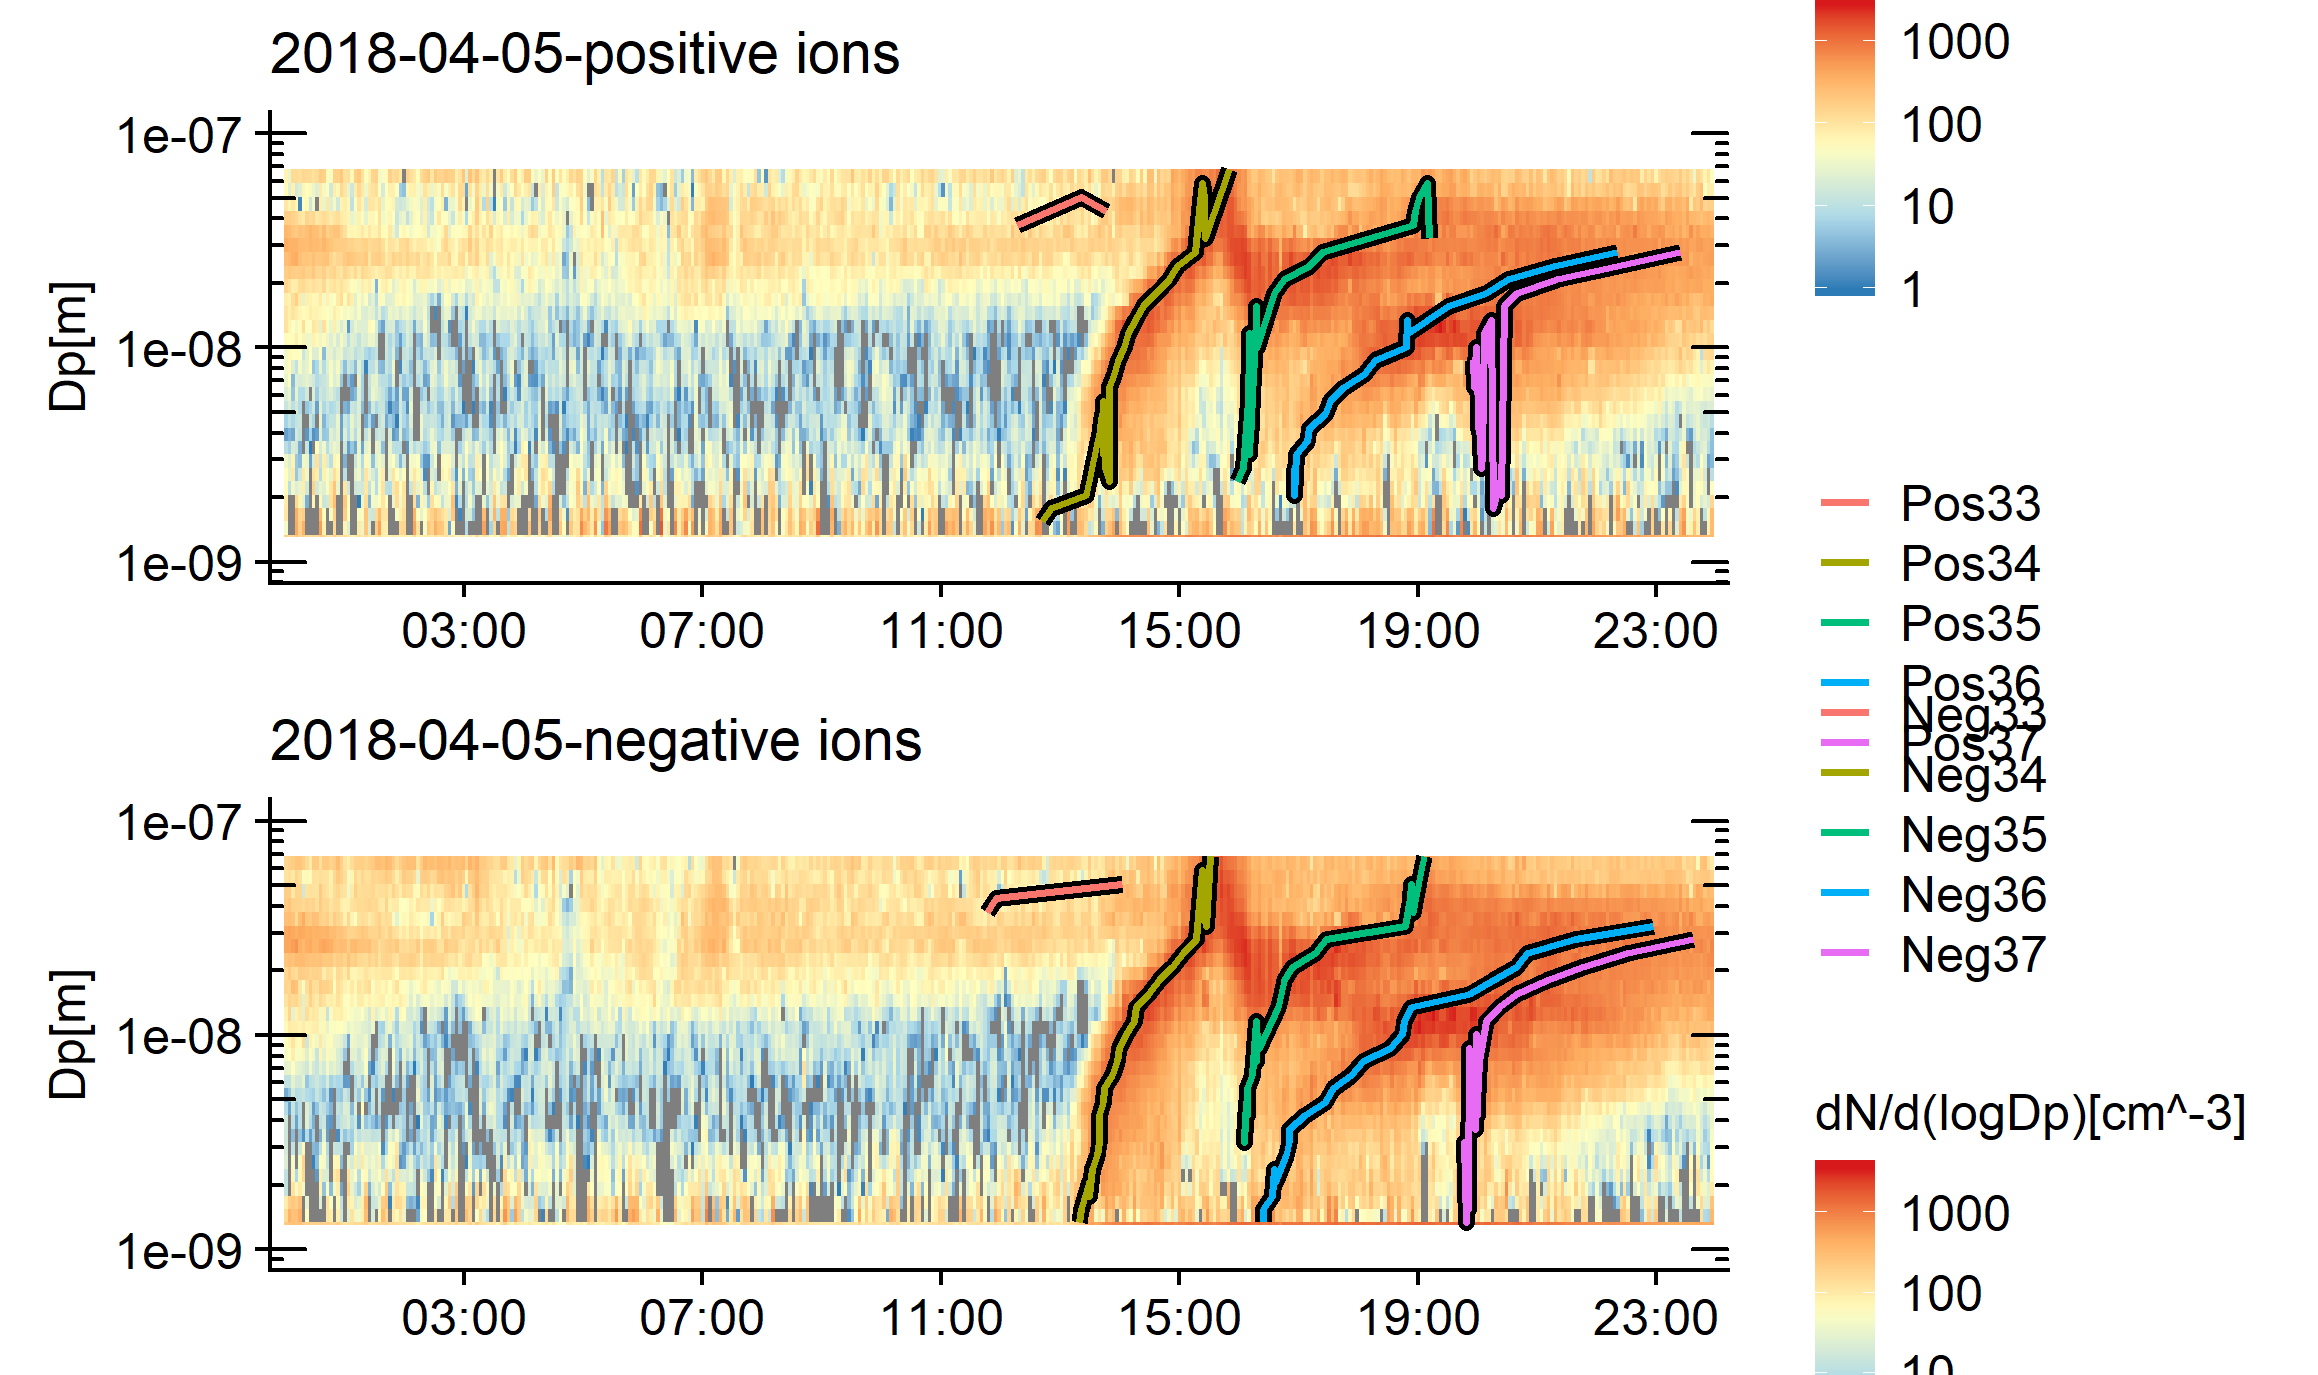 2018-04-05-positive ions
1e-07
1e-08
1e-09
Dp[m]
03:00 07:00 11:00 15:00 19:00 23:00
1000
100
10
1
Pos33
Pos34
Pos35
Pos36
Neg33
Pos37
Neg34
Neg35
Neg36
Neg37
2018-04-05-negative ions
1e-07
1e-08
1e-09
Dp[m]
03:00 07:00 11:00 15:00 19:00 23:00
dN/d(logDp)[cm^-3]
1000
100
10